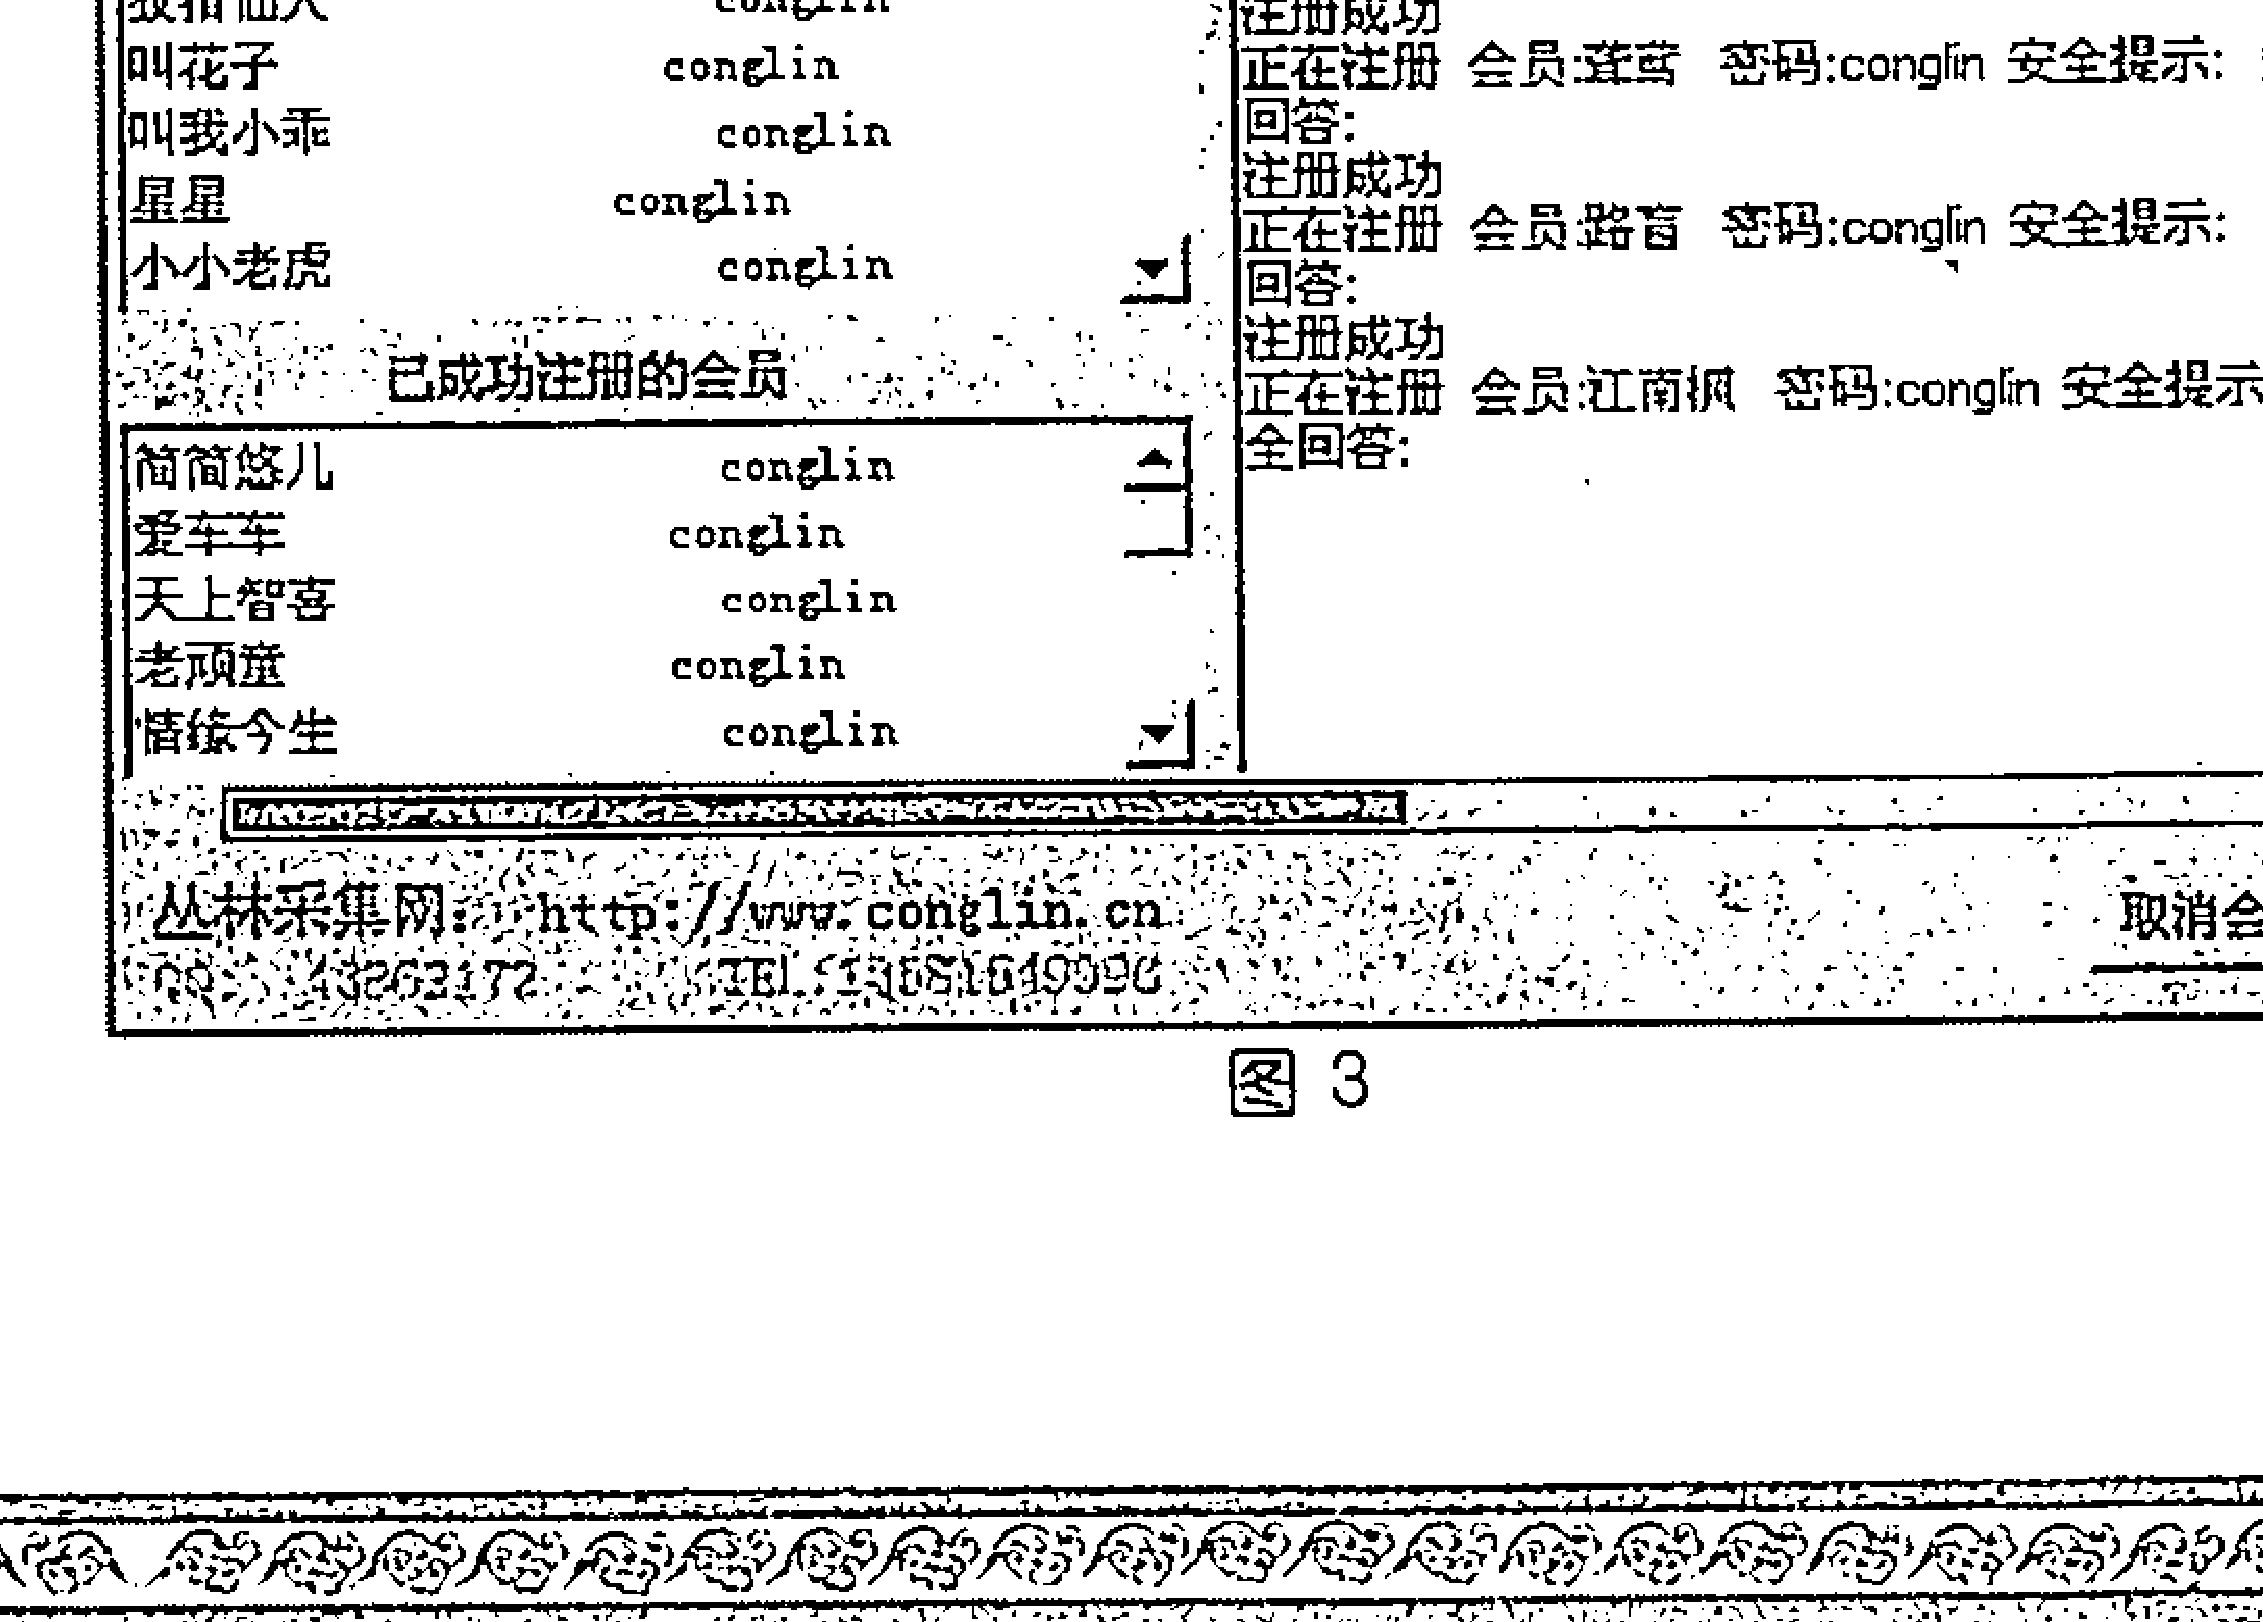 叫花子 conglin
叫我小乖 conglin
星星 conglin
小小老虎 conglin
已成功注册的会员
简简悠儿 conglin
爱车车 conglin
天上智喜 conglin
老顽童 conglin
情缘今生 conglin
注册成功
正在注册 会员: 密码:conglin 安全提示:
回答:
注册成功
正在注册 会员: 密码:conglin 安全提示:
回答:
注册成功
正在注册 会员:江南枫 密码:conglin 安全提示
全回答:
丛林采集网: http://www.conglin.cn
取消会
QQ: TEL:
图 3